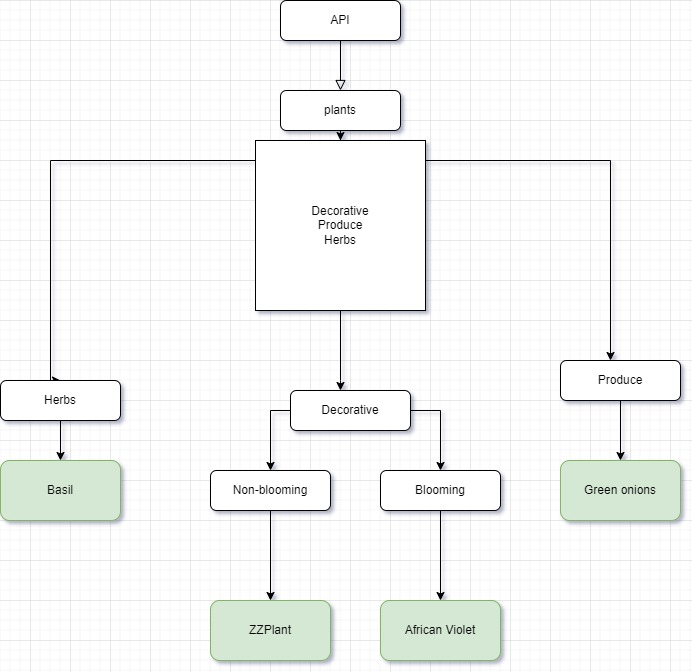 API
plants
Decorative
Produce
Herbs
Herbs
Decorative
Produce
Basil
Non-blooming
Blooming
Green onions
ZZPlant
African Violet